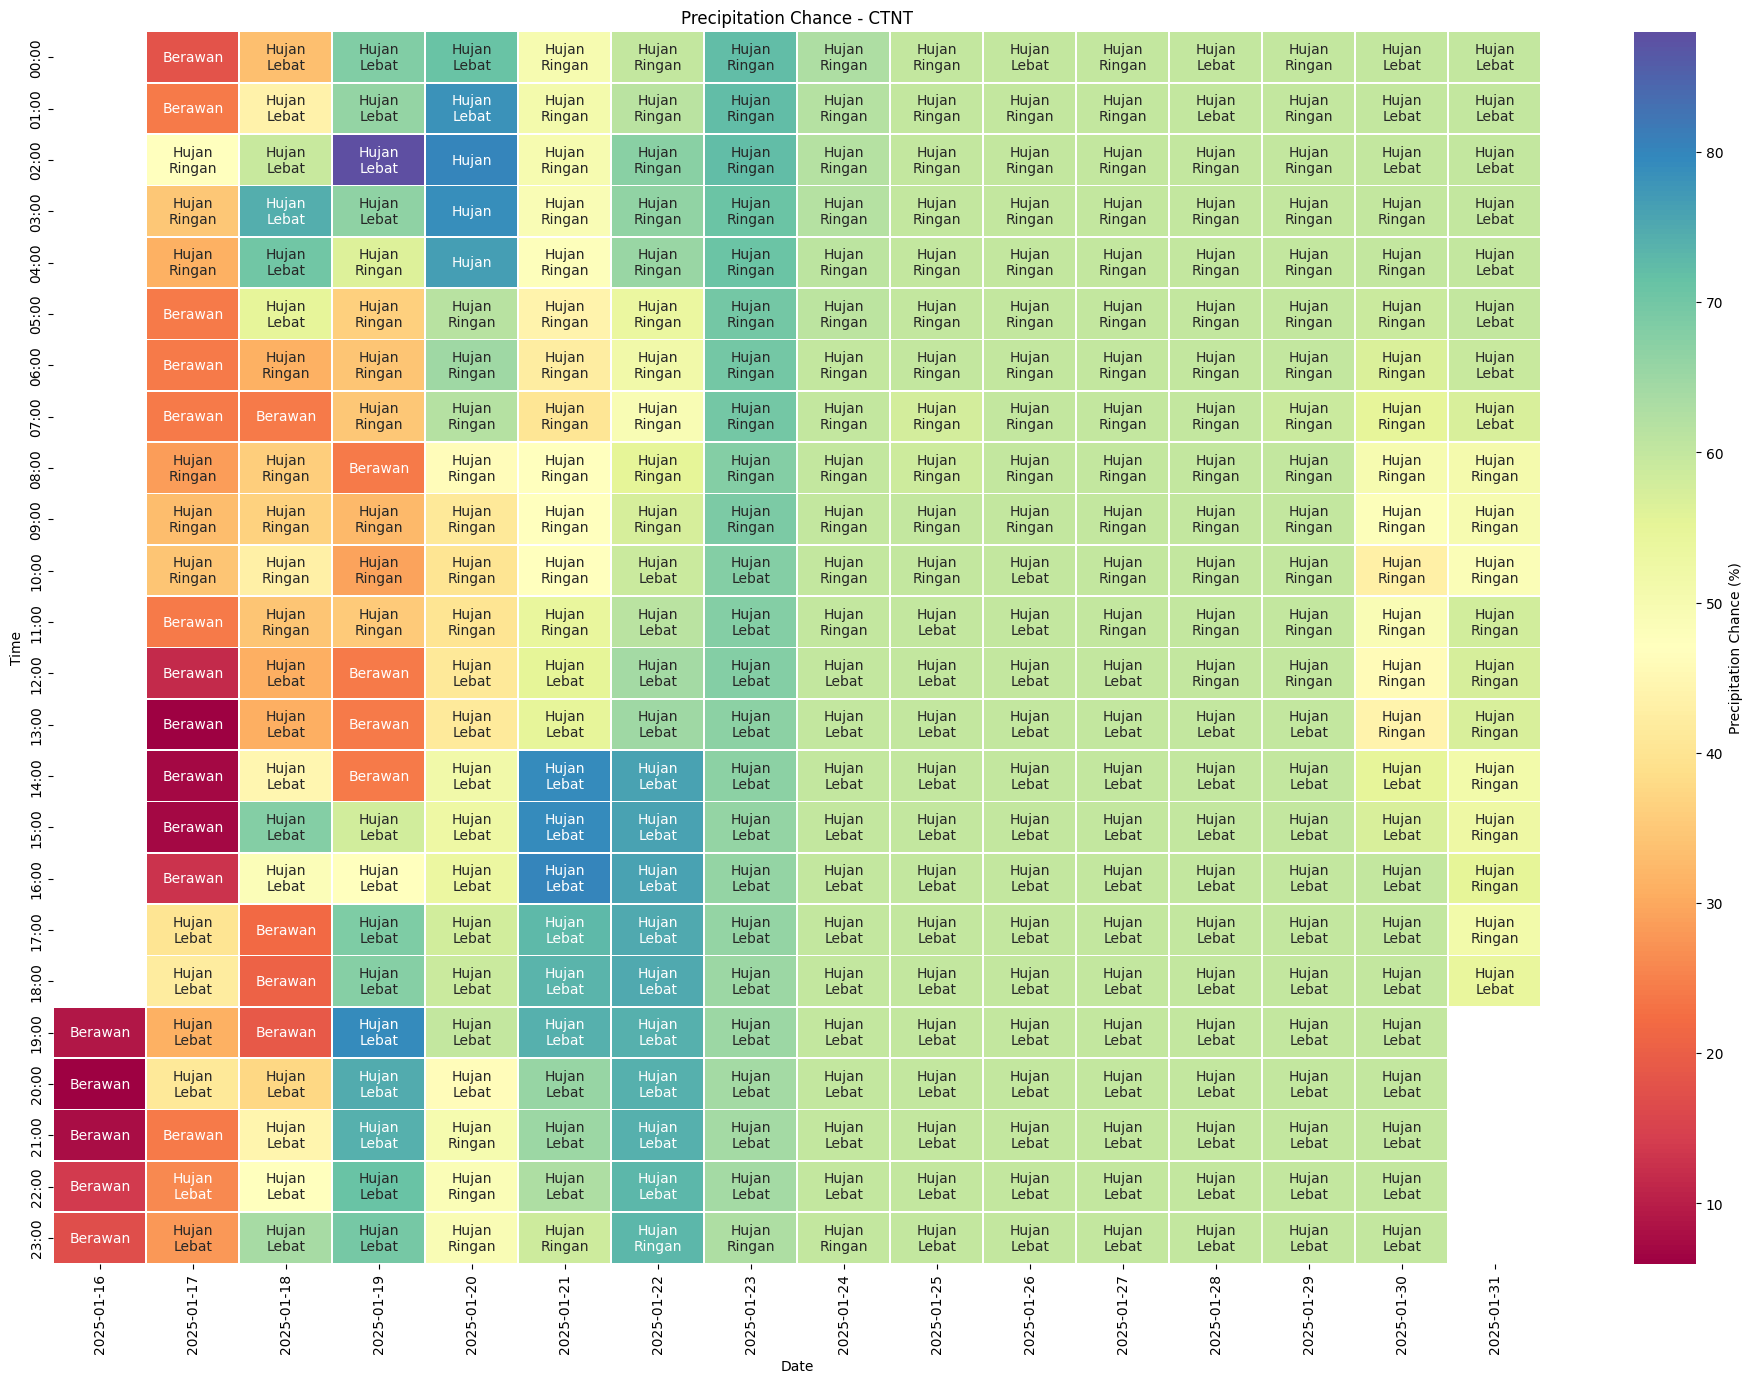 Precipitation Chance - CTNT
00:00 Berawan Hujan Lebat Hujan Lebat Hujan Lebat Hujan Ringan Hujan Ringan Hujan Ringan Hujan Ringan Hujan Ringan Hujan Lebat Hujan Ringan Hujan Lebat Hujan Ringan Hujan Lebat Hujan Lebat
01:00 Berawan Hujan Lebat Hujan Lebat Hujan Lebat Hujan Ringan Hujan Ringan Hujan Ringan Hujan Ringan Hujan Ringan Hujan Ringan Hujan Ringan Hujan Lebat Hujan Ringan Hujan Lebat Hujan Lebat
02:00 Hujan Ringan Hujan Lebat Hujan Lebat Hujan Hujan Ringan Hujan Ringan Hujan Ringan Hujan Ringan Hujan Ringan Hujan Ringan Hujan Ringan Hujan Ringan Hujan Ringan Hujan Lebat Hujan Lebat
03:00 Hujan Ringan Hujan Lebat Hujan Lebat Hujan Hujan Ringan Hujan Ringan Hujan Ringan Hujan Ringan Hujan Ringan Hujan Ringan Hujan Ringan Hujan Ringan Hujan Ringan Hujan Ringan Hujan Lebat
04:00 Hujan Ringan Hujan Lebat Hujan Ringan Hujan Hujan Ringan Hujan Ringan Hujan Ringan Hujan Ringan Hujan Ringan Hujan Ringan Hujan Ringan Hujan Ringan Hujan Ringan Hujan Ringan Hujan Lebat
05:00 Berawan Hujan Lebat Hujan Ringan Hujan Ringan Hujan Ringan Hujan Ringan Hujan Ringan Hujan Ringan Hujan Ringan Hujan Ringan Hujan Ringan Hujan Ringan Hujan Ringan Hujan Ringan Hujan Lebat
06:00 Berawan Hujan Ringan Hujan Ringan Hujan Ringan Hujan Ringan Hujan Ringan Hujan Ringan Hujan Ringan Hujan Ringan Hujan Ringan Hujan Ringan Hujan Ringan Hujan Ringan Hujan Ringan Hujan Lebat
07:00 Berawan Berawan Hujan Ringan Hujan Ringan Hujan Ringan Hujan Ringan Hujan Ringan Hujan Ringan Hujan Ringan Hujan Ringan Hujan Ringan Hujan Ringan Hujan Ringan Hujan Ringan Hujan Lebat
08:00 Hujan Ringan Hujan Ringan Berawan Hujan Ringan Hujan Ringan Hujan Ringan Hujan Ringan Hujan Ringan Hujan Ringan Hujan Ringan Hujan Ringan Hujan Ringan Hujan Ringan Hujan Ringan Hujan Ringan
09:00 Hujan Ringan Hujan Ringan Hujan Ringan Hujan Ringan Hujan Ringan Hujan Ringan Hujan Ringan Hujan Ringan Hujan Ringan Hujan Ringan Hujan Ringan Hujan Ringan Hujan Ringan Hujan Ringan Hujan Ringan
10:00 Hujan Ringan Hujan Ringan Hujan Ringan Hujan Ringan Hujan Ringan Hujan Lebat Hujan Lebat Hujan Ringan Hujan Ringan Hujan Lebat Hujan Ringan Hujan Ringan Hujan Ringan Hujan Ringan Hujan Ringan
11:00 Berawan Hujan Ringan Hujan Ringan Hujan Ringan Hujan Ringan Hujan Lebat Hujan Lebat Hujan Ringan Hujan Lebat Hujan Lebat Hujan Ringan Hujan Ringan Hujan Ringan Hujan Ringan Hujan Ringan
12:00 Berawan Hujan Lebat Berawan Hujan Lebat Hujan Lebat Hujan Lebat Hujan Lebat Hujan Lebat Hujan Lebat Hujan Lebat Hujan Lebat Hujan Ringan Hujan Ringan Hujan Ringan Hujan Ringan
13:00 Berawan Hujan Lebat Berawan Hujan Lebat Hujan Lebat Hujan Lebat Hujan Lebat Hujan Lebat Hujan Lebat Hujan Lebat Hujan Lebat Hujan Lebat Hujan Lebat Hujan Ringan Hujan Ringan
14:00 Berawan Hujan Lebat Berawan Hujan Lebat Hujan Lebat Hujan Lebat Hujan Lebat Hujan Lebat Hujan Lebat Hujan Lebat Hujan Lebat Hujan Lebat Hujan Lebat Hujan Lebat Hujan Ringan
15:00 Berawan Hujan Lebat Hujan Lebat Hujan Lebat Hujan Lebat Hujan Lebat Hujan Lebat Hujan Lebat Hujan Lebat Hujan Lebat Hujan Lebat Hujan Lebat Hujan Lebat Hujan Lebat Hujan Ringan
16:00 Berawan Hujan Lebat Hujan Lebat Hujan Lebat Hujan Lebat Hujan Lebat Hujan Lebat Hujan Lebat Hujan Lebat Hujan Lebat Hujan Lebat Hujan Lebat Hujan Lebat Hujan Lebat Hujan Ringan
17:00 Hujan Lebat Berawan Hujan Lebat Hujan Lebat Hujan Lebat Hujan Lebat Hujan Lebat Hujan Lebat Hujan Lebat Hujan Lebat Hujan Lebat Hujan Lebat Hujan Lebat Hujan Lebat Hujan Ringan
18:00 Hujan Lebat Berawan Hujan Lebat Hujan Lebat Hujan Lebat Hujan Lebat Hujan Lebat Hujan Lebat Hujan Lebat Hujan Lebat Hujan Lebat Hujan Lebat Hujan Lebat Hujan Lebat Hujan Lebat
19:00 Berawan Hujan Lebat Berawan Hujan Lebat Hujan Lebat Hujan Lebat Hujan Lebat Hujan Lebat Hujan Lebat Hujan Lebat Hujan Lebat Hujan Lebat Hujan Lebat Hujan Lebat Hujan Lebat
20:00 Berawan Hujan Lebat Hujan Lebat Hujan Lebat Hujan Lebat Hujan Lebat Hujan Lebat Hujan Lebat Hujan Lebat Hujan Lebat Hujan Lebat Hujan Lebat Hujan Lebat Hujan Lebat Hujan Lebat
21:00 Berawan Berawan Hujan Lebat Hujan Lebat Hujan Ringan Hujan Lebat Hujan Lebat Hujan Lebat Hujan Lebat Hujan Lebat Hujan Lebat Hujan Lebat Hujan Lebat Hujan Lebat Hujan Lebat
22:00 Berawan Hujan Lebat Hujan Lebat Hujan Lebat Hujan Ringan Hujan Lebat Hujan Lebat Hujan Lebat Hujan Ringan Hujan Lebat Hujan Lebat Hujan Lebat Hujan Lebat Hujan Lebat Hujan Lebat
23:00 Berawan Hujan Lebat Hujan Lebat Hujan Lebat Hujan Ringan Hujan Ringan Hujan Ringan Hujan Ringan Hujan Ringan Hujan Lebat Hujan Lebat Hujan Ringan Hujan Lebat Hujan Lebat Hujan Lebat
2025-01-16 2025-01-17 2025-01-18 2025-01-19 2025-01-20 2025-01-21 2025-01-22 2025-01-23 2025-01-24 2025-01-25 2025-01-26 2025-01-27 2025-01-28 2025-01-29 2025-01-30 2025-01-31
Date
Time
80
70
60
50
40
30
20
10
Precipitation Chance (%)